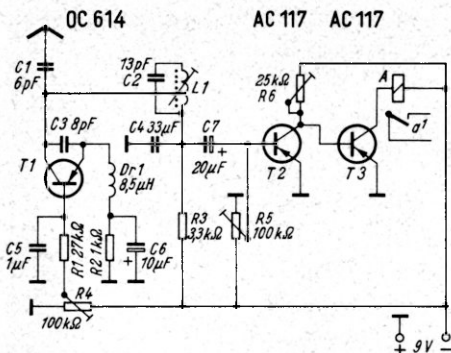 OC 614 AC 117 AC 117
C1
6pF
13pF
C2
L1
25kΩ
R6
A
a¹
C3 8pF
C4 33µF
C7
20µF
+
T1
Dr1
8,5µH
T2
T3
C5
1µF
R1 27kΩ
R2 1kΩ
C6
+
10µF
R3
3,3kΩ
R5
100kΩ
R4
100kΩ
+ 9V −